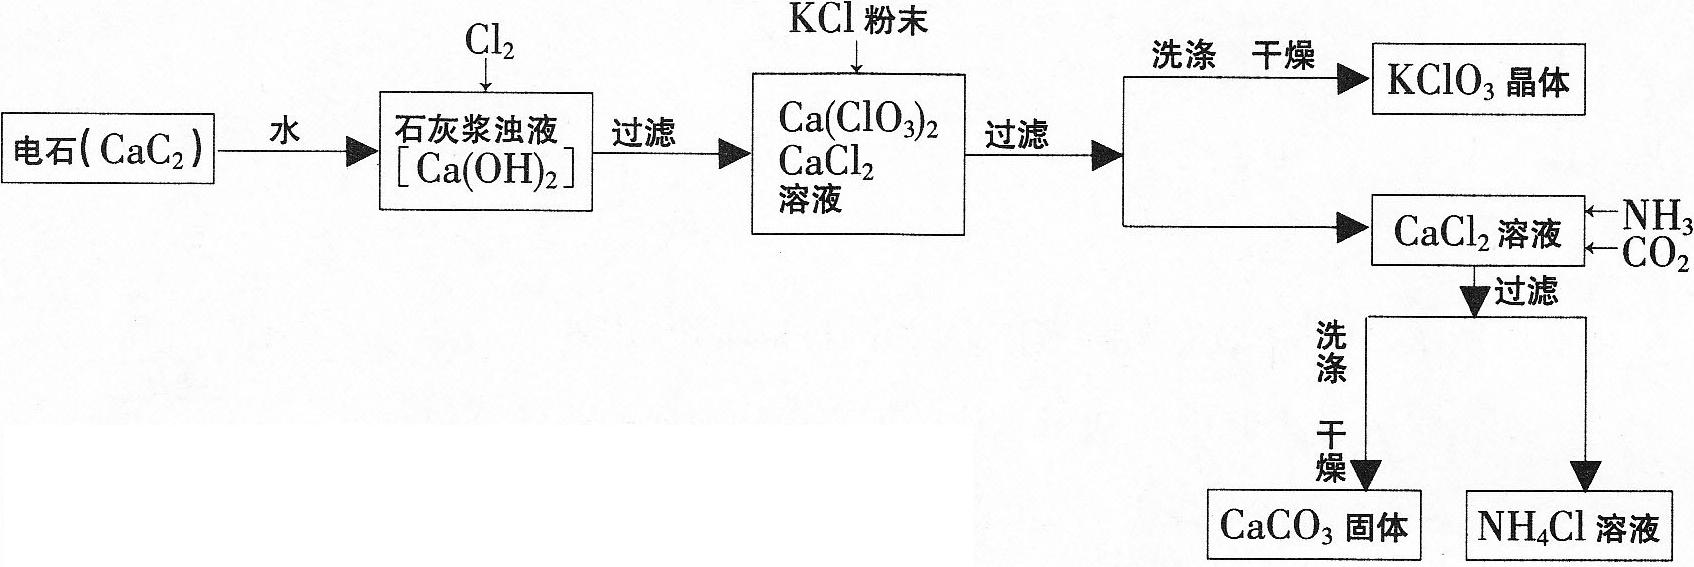 电石(CaC₂)
水
Cl₂
石灰浆浊液
[Ca(OH)₂]
过滤
KCl 粉末
Ca(ClO₃)₂
CaCl₂
溶液
过滤
洗涤 干燥
KClO₃ 晶体
CaCl₂ 溶液
NH₃
CO₂
过滤
洗涤 干燥
CaCO₃ 固体
NH₄Cl 溶液